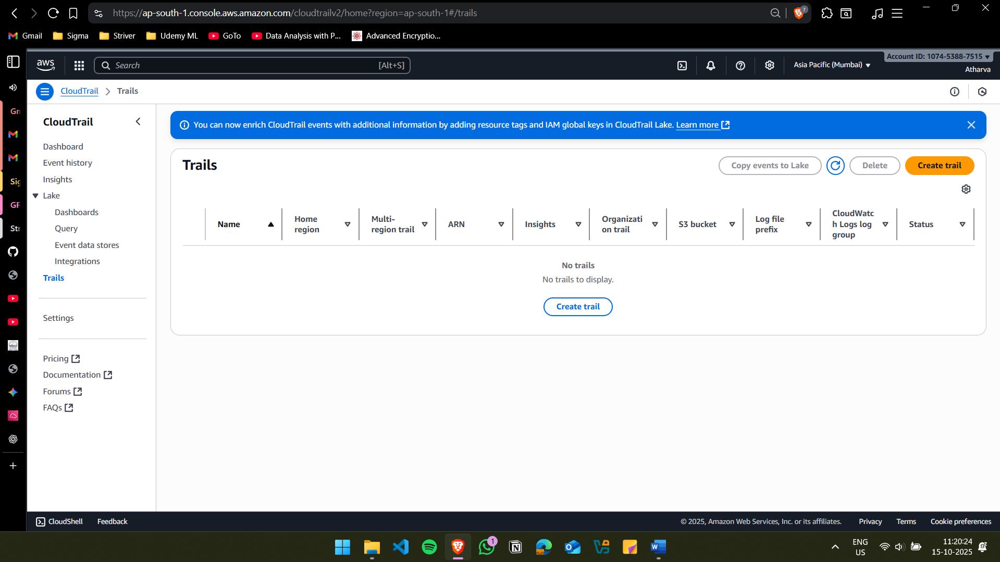 https://ap-south-1.console.aws.amazon.com/cloudtrailv2/home?region=ap-south-1#/trails
7
Gmail
Sigma
Striver
Udemy ML
GoTo
Data Analysis with P...
Advanced Encryptio...
aws
Search
[Alt+S]
Asia Pacific (Mumbai)
Account ID: 1074-5388-7515
Atharva
CloudTrail
Trails
Gm
Sig
GF
Str
CloudTrail
Dashboard
Event history
Insights
Lake
Dashboards
Query
Event data stores
Integrations
Trails
Settings
Pricing
Documentation
Forums
FAQs
You can now enrich CloudTrail events with additional information by adding resource tags and IAM global keys in CloudTrail Lake. Learn more
Trails
Copy events to Lake
Delete
Create trail
Name
Home
region
Multi-
region trail
ARN
Insights
Organizati
on trail
S3 bucket
Log file
prefix
CloudWatc
h Logs log
group
Status
No trails
No trails to display.
Create trail
CloudShell
Feedback
© 2025, Amazon Web Services, Inc. or its affiliates.
Privacy
Terms
Cookie preferences
1
ENG
US
11:20:24
15-10-2025